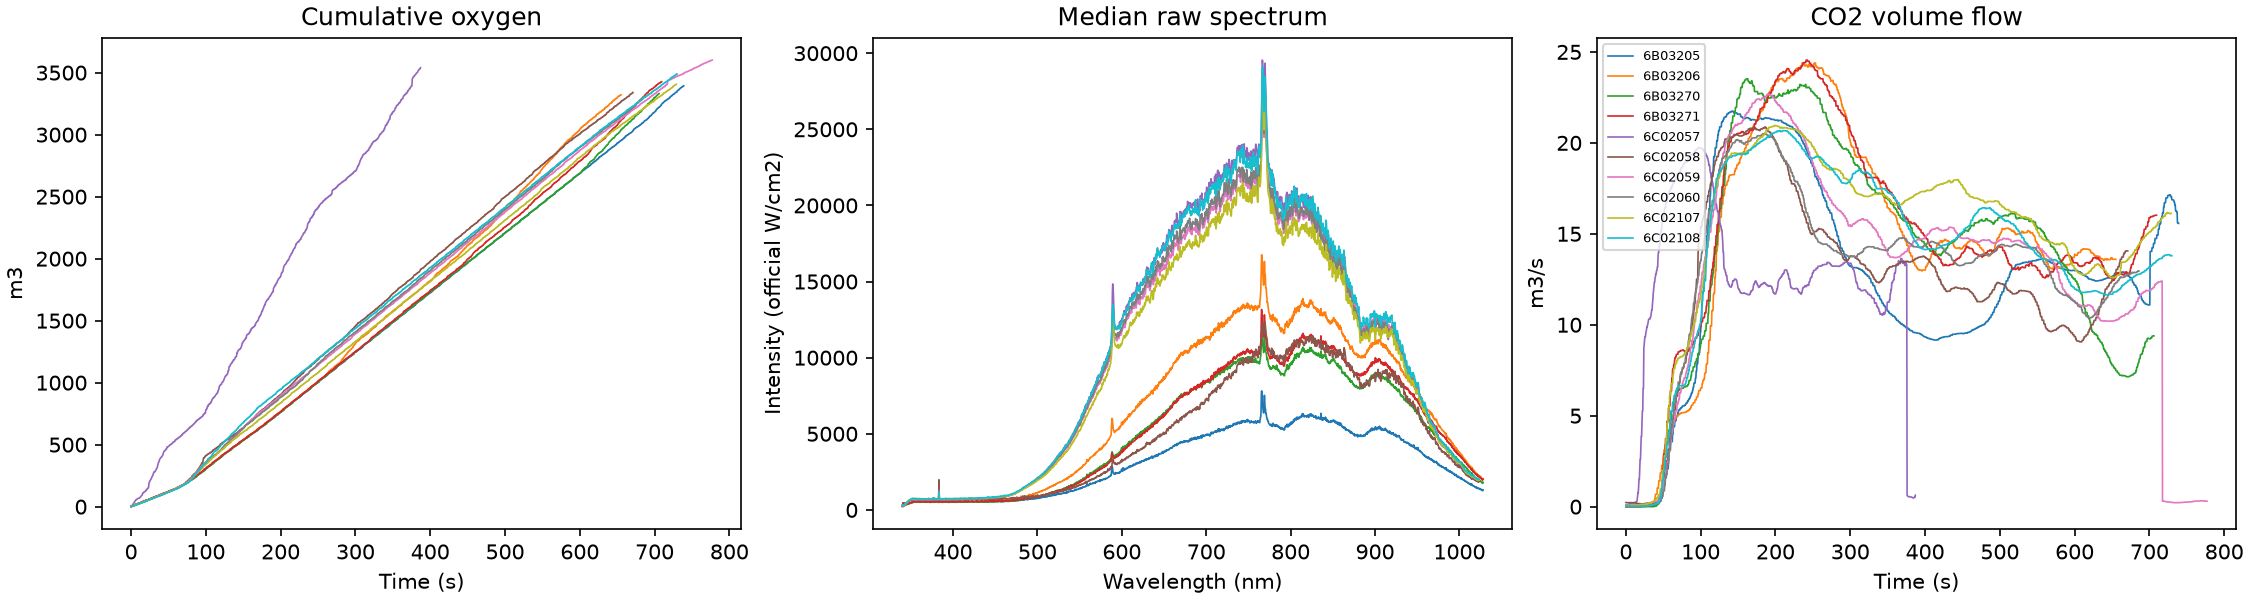 Cumulative oxygen
m3
3500
3000
2500
2000
1500
1000
500
0
0 100 200 300 400 500 600 700 800
Time (s)
Median raw spectrum
Intensity (official W/cm2)
30000
25000
20000
15000
10000
5000
0
400 500 600 700 800 900 1000
Wavelength (nm)
CO2 volume flow
m3/s
25
20
15
10
5
0
6B03205
6B03206
6B03270
6B03271
6C02057
6C02058
6C02059
6C02060
6C02107
6C02108
0 100 200 300 400 500 600 700 800
Time (s)